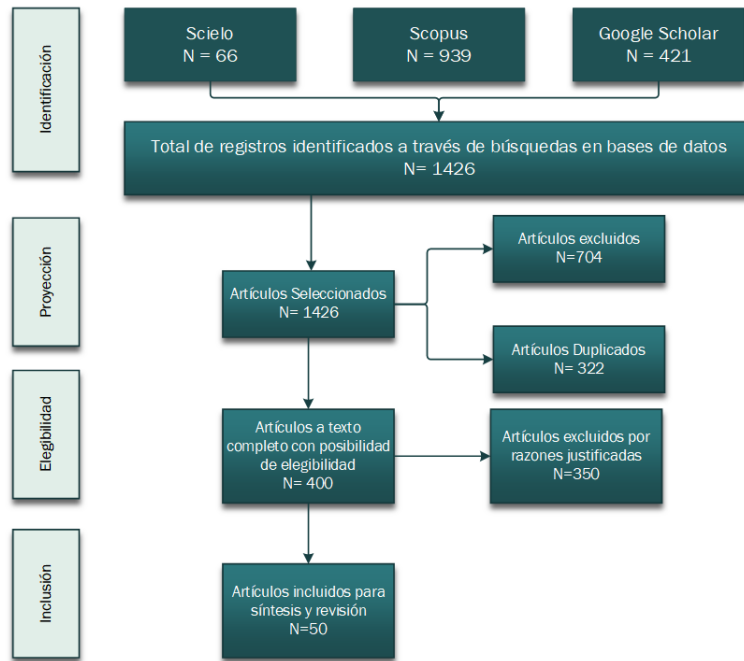 Identificación
Scielo
N = 66
Scopus
N = 939
Google Scholar
N = 421
Total de registros identificados a través de búsquedas en bases de datos
N= 1426
Proyección
Artículos Seleccionados
N= 1426
Artículos excluidos
N=704
Artículos Duplicados
N= 322
Elegibilidad
Artículos a texto
completo con posibilidad
de elegibilidad
N= 400
Artículos excluidos por
razones justificadas
N=350
Inclusión
Artículos incluidos para
síntesis y revisión
N=50